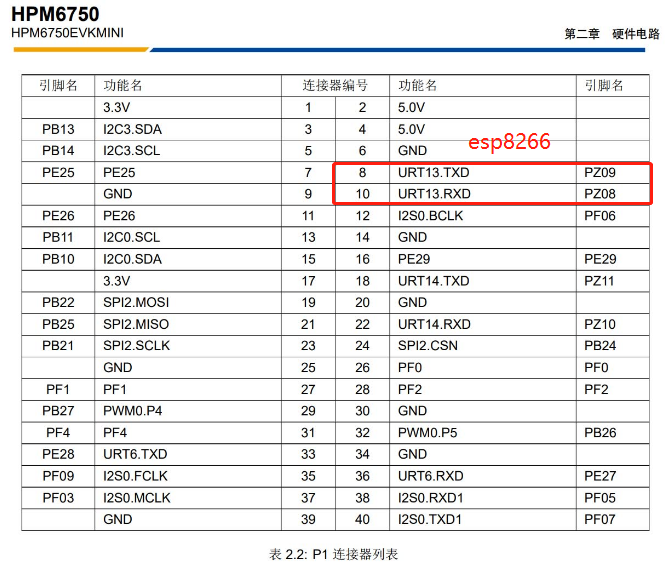 HPM6750
HPM6750EVKMINI
第二章 硬件电路
引脚名 功能名 连接器编号 功能名 引脚名
3.3V 1 2 5.0V
PB13 I2C3.SDA 3 4 5.0V
PB14 I2C3.SCL 5 6 GND
esp8266
PE25 PE25 7 8 URT13.TXD PZ09
GND 9 10 URT13.RXD PZ08
PE26 PE26 11 12 I2S0.BCLK PF06
PB11 I2C0.SCL 13 14 GND
PB10 I2C0.SDA 15 16 PE29 PE29
3.3V 17 18 URT14.TXD PZ11
PB22 SPI2.MOSI 19 20 GND
PB25 SPI2.MISO 21 22 URT14.RXD PZ10
PB21 SPI2.SCLK 23 24 SPI2.CSN PB24
GND 25 26 PF0 PF0
PF1 PF1 27 28 PF2 PF2
PB27 PWM0.P4 29 30 GND
PF4 PF4 31 32 PWM0.P5 PB26
PE28 URT6.TXD 33 34 GND
PF09 I2S0.FCLK 35 36 URT6.RXD PE27
PF03 I2S0.MCLK 37 38 I2S0.RXD1 PF05
GND 39 40 I2S0.TXD1 PF07
表 2.2: P1 连接器列表